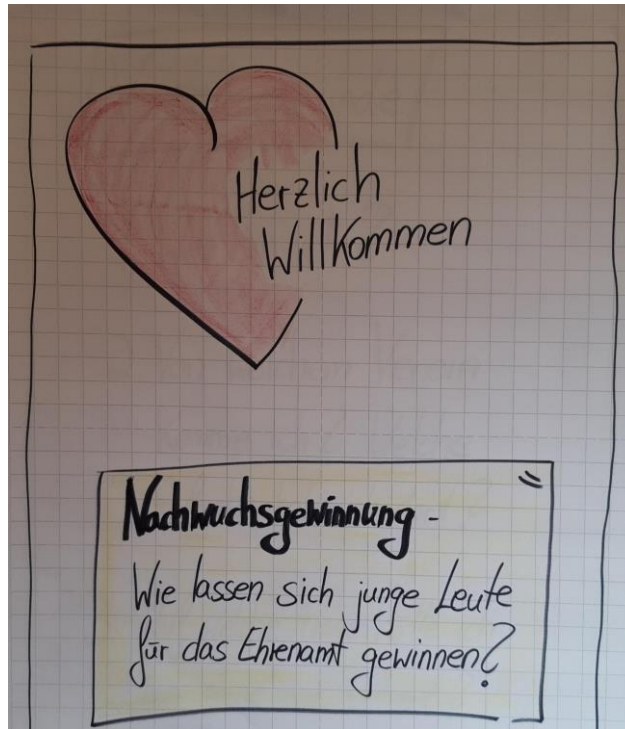 Herzlich
Willkommen
Nachwuchsgewinnung -
Wie lassen sich junge Leute
für das Ehrenamt gewinnen?